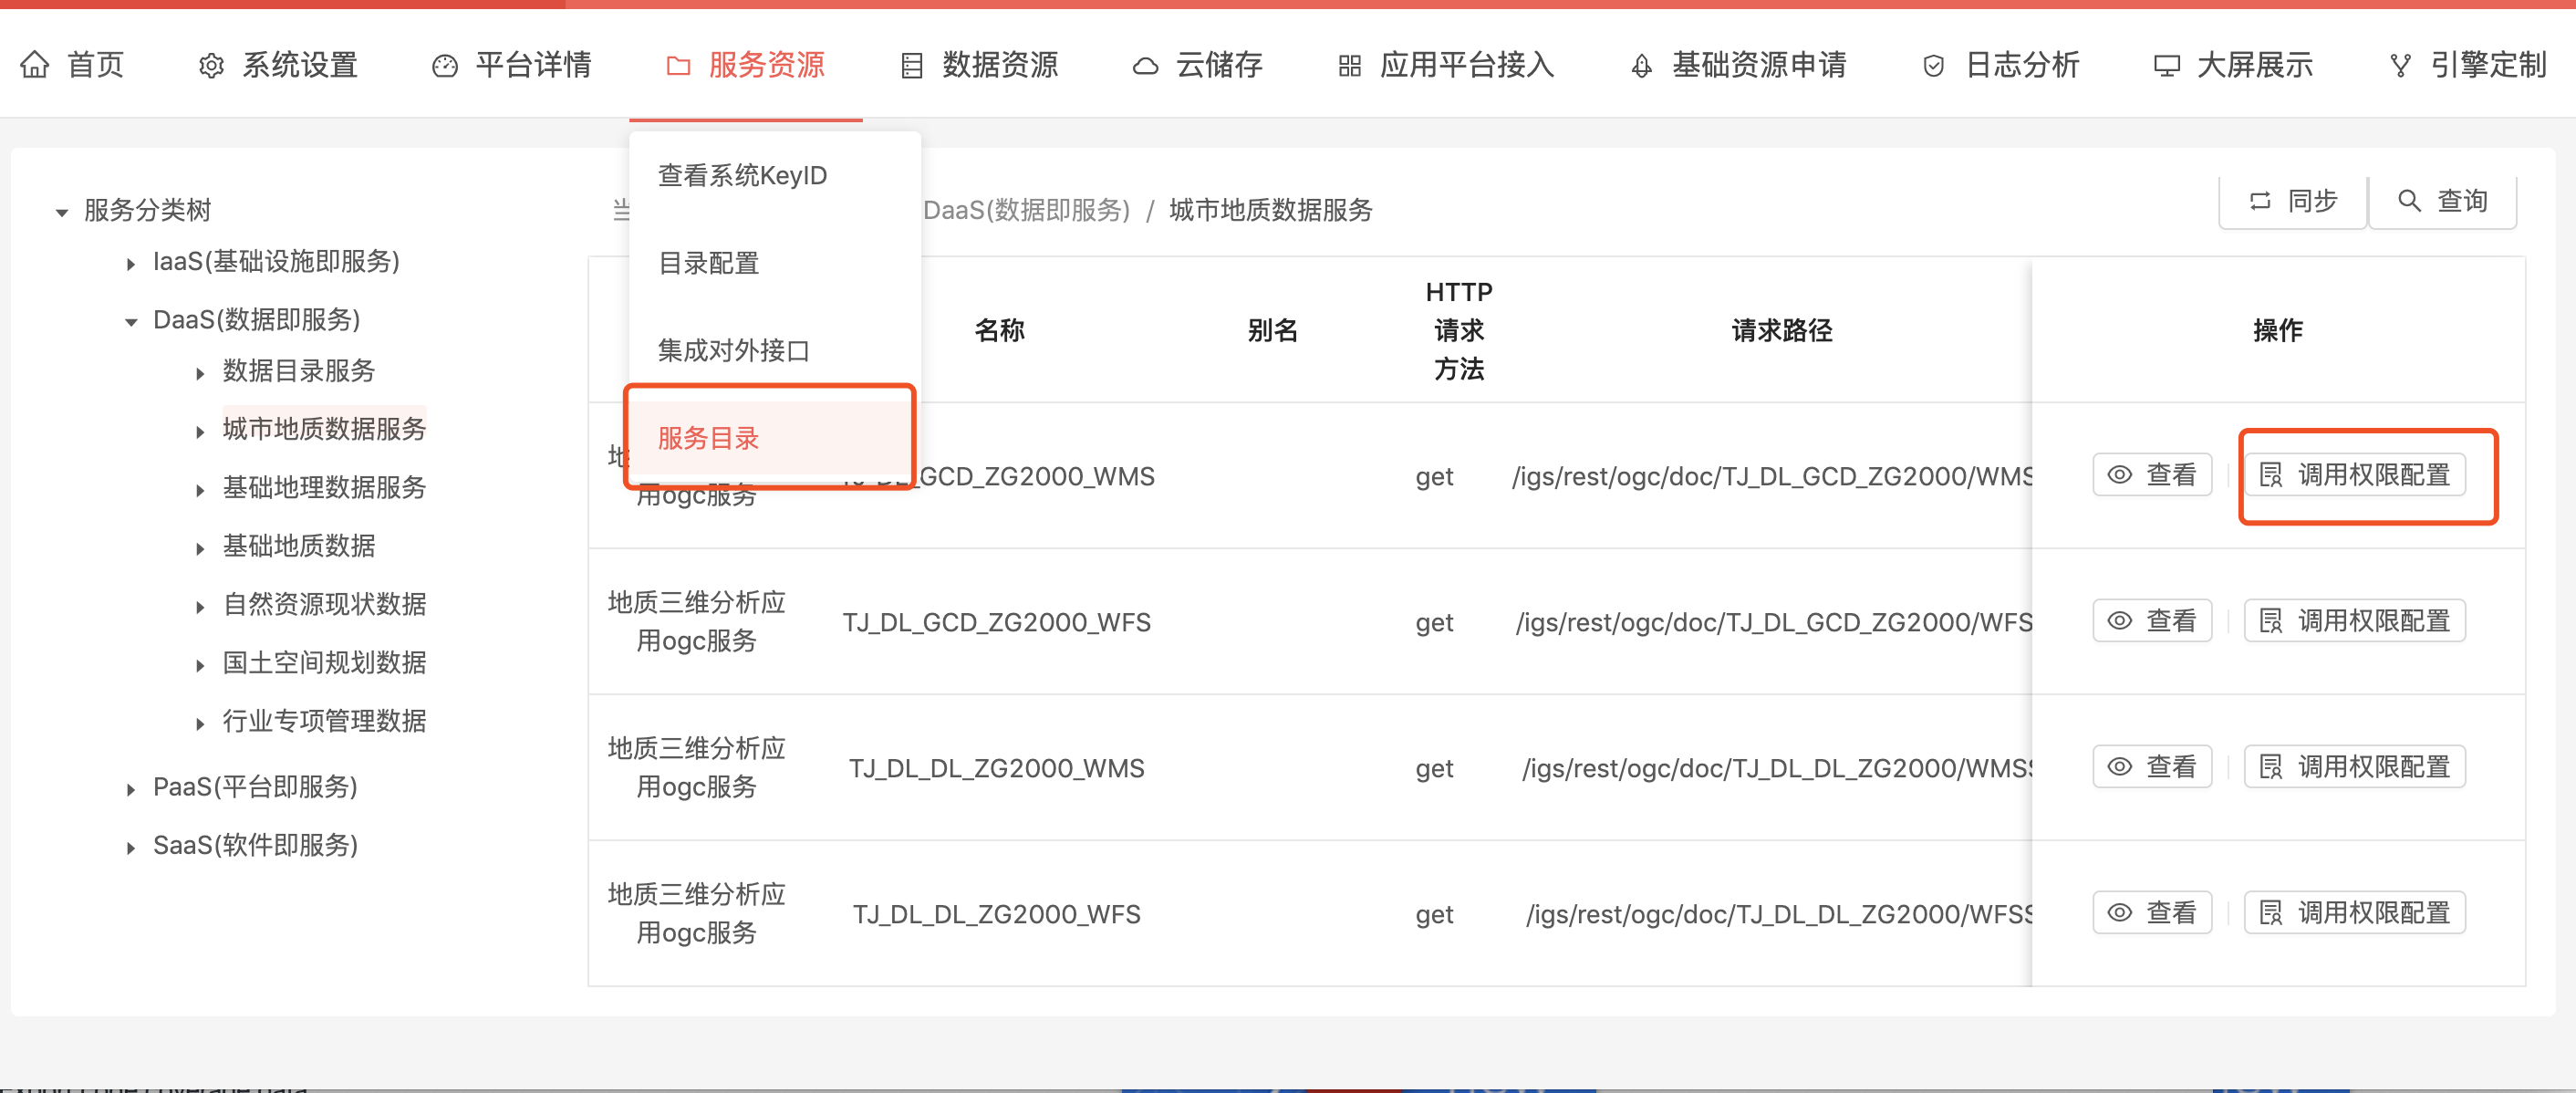 首页
系统设置
平台详情
服务资源
数据资源
云储存
应用平台接入
基础资源申请
日志分析
大屏展示
引擎定制
查看系统KeyID
目录配置
集成对外接口
服务目录
服务分类树
IaaS(基础设施即服务)
DaaS(数据即服务)
数据目录服务
城市地质数据服务
基础地理数据服务
基础地质数据
自然资源现状数据
国土空间规划数据
行业专项管理数据
PaaS(平台即服务)
SaaS(软件即服务)
DaaS(数据即服务) / 城市地质数据服务
同步
查询
名称
别名
HTTP
请求
方法
请求路径
操作
地
用ogc服务
GCD_ZG2000_WMS
get
/igs/rest/ogc/doc/TJ_DL_GCD_ZG2000/WMS
查看
调用权限配置
地质三维分析应
用ogc服务
TJ_DL_GCD_ZG2000_WFS
get
/igs/rest/ogc/doc/TJ_DL_GCD_ZG2000/WFS
查看
调用权限配置
地质三维分析应
用ogc服务
TJ_DL_DL_ZG2000_WMS
get
/igs/rest/ogc/doc/TJ_DL_DL_ZG2000/WMS
查看
调用权限配置
地质三维分析应
用ogc服务
TJ_DL_DL_ZG2000_WFS
get
/igs/rest/ogc/doc/TJ_DL_DL_ZG2000/WFS
查看
调用权限配置